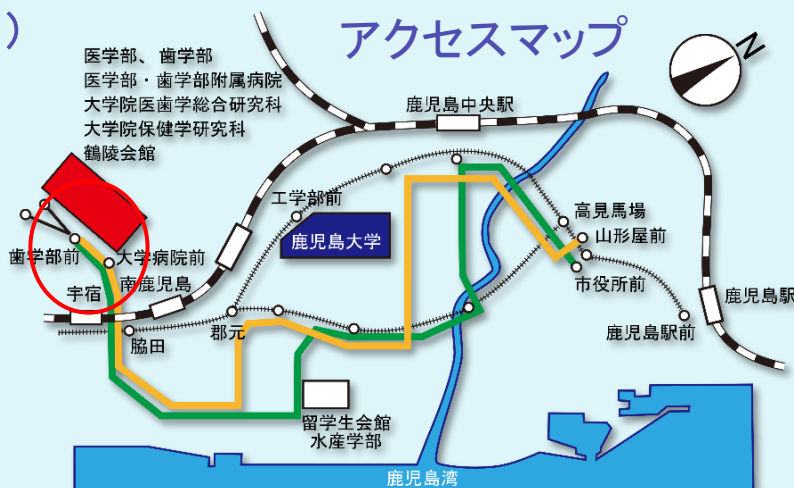 )
アクセスマップ
N
医学部、歯学部
医学部・歯学部附属病院
大学院医歯学総合研究科
大学院保健学研究科
鶴陵会館
鹿児島中央駅
工学部前
鹿児島大学
高見馬場
山形屋前
市役所前
歯学部前
大学病院前
南鹿児島
宇宿
脇田
郡元
鹿児島駅
鹿児島駅前
留学生会館
水産学部
鹿児島湾